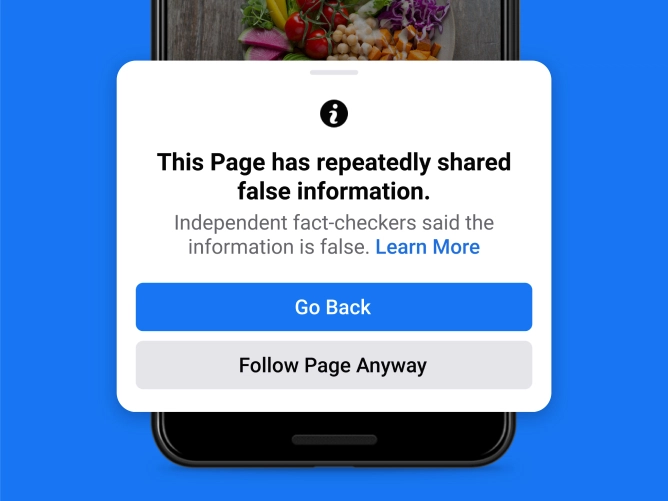 This Page has repeatedly shared
false information.
Independent fact-checkers said the
information is false. Learn More
Go Back
Follow Page Anyway